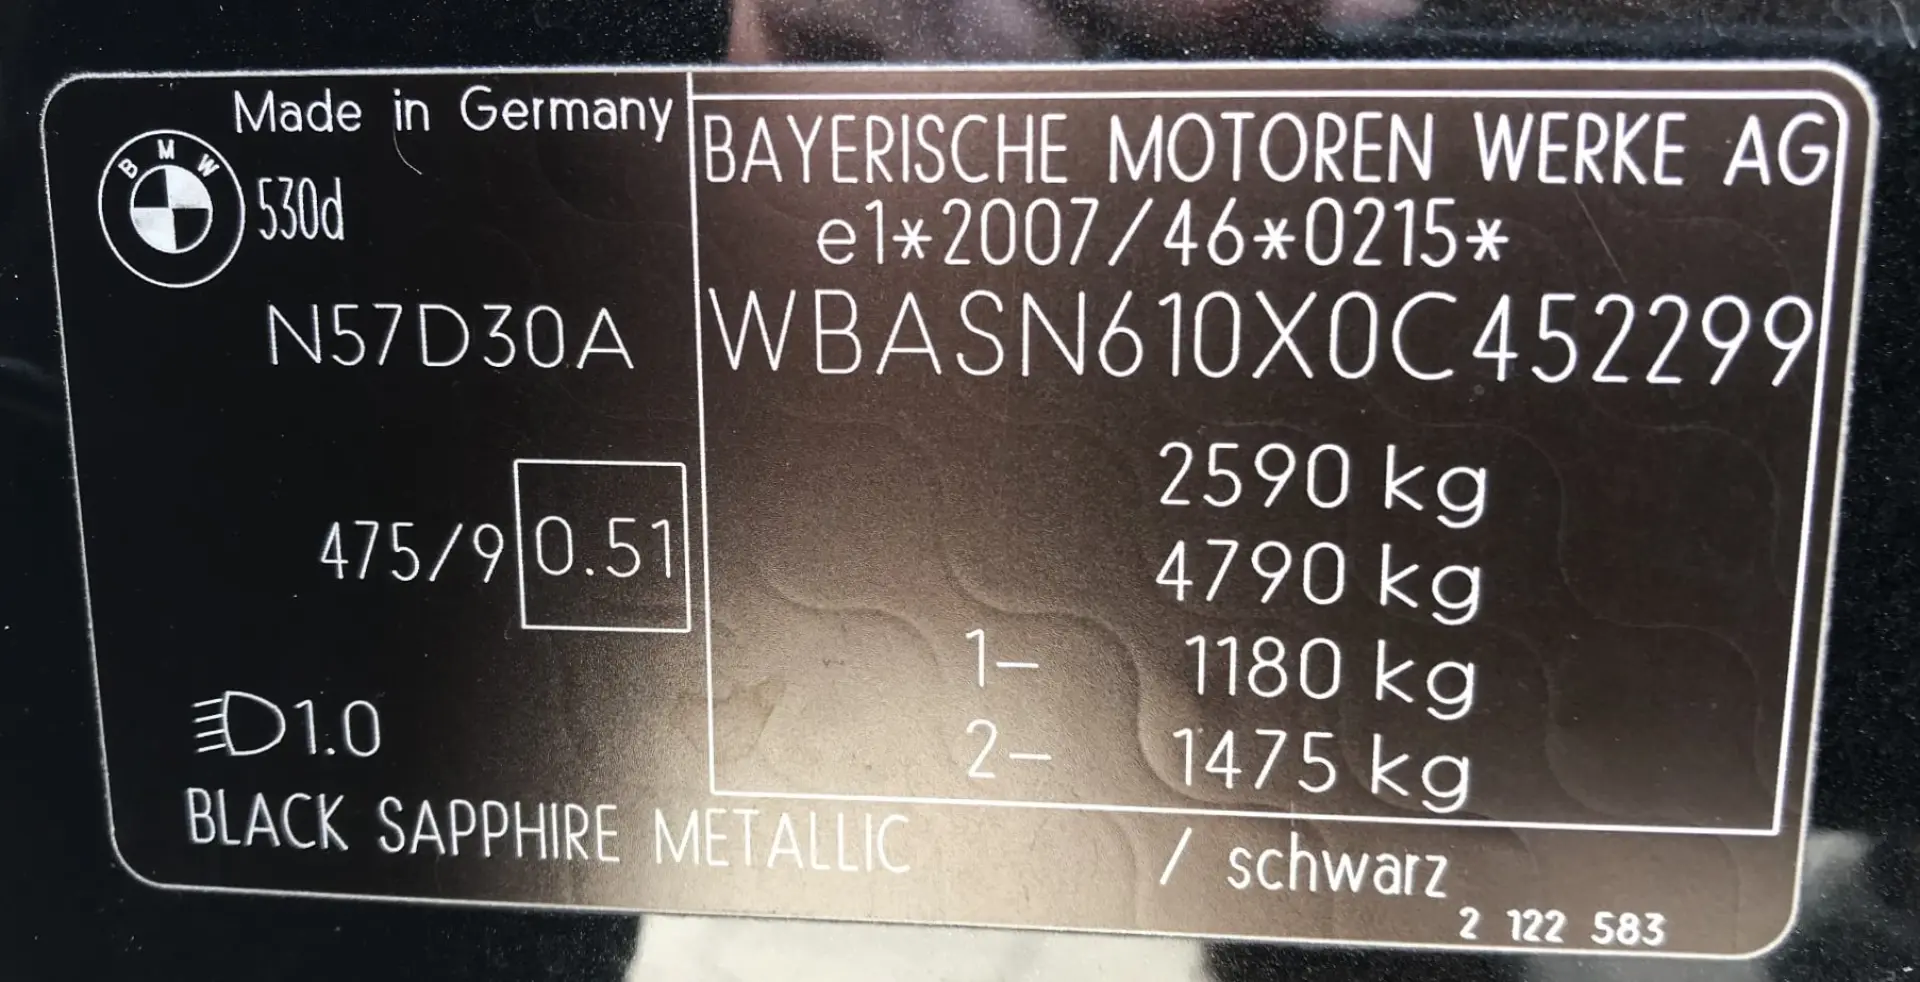 Made in Germany
BMW
530d
N57D30A
475/9 0.51
1.0
BLACK SAPPHIRE METALLIC / schwarz
BAYERISCHE MOTOREN WERKE AG
e1*2007/46*0215*
WBASN610X0C452299
2590 kg
4790 kg
1– 1180 kg
2– 1475 kg
2 122 583